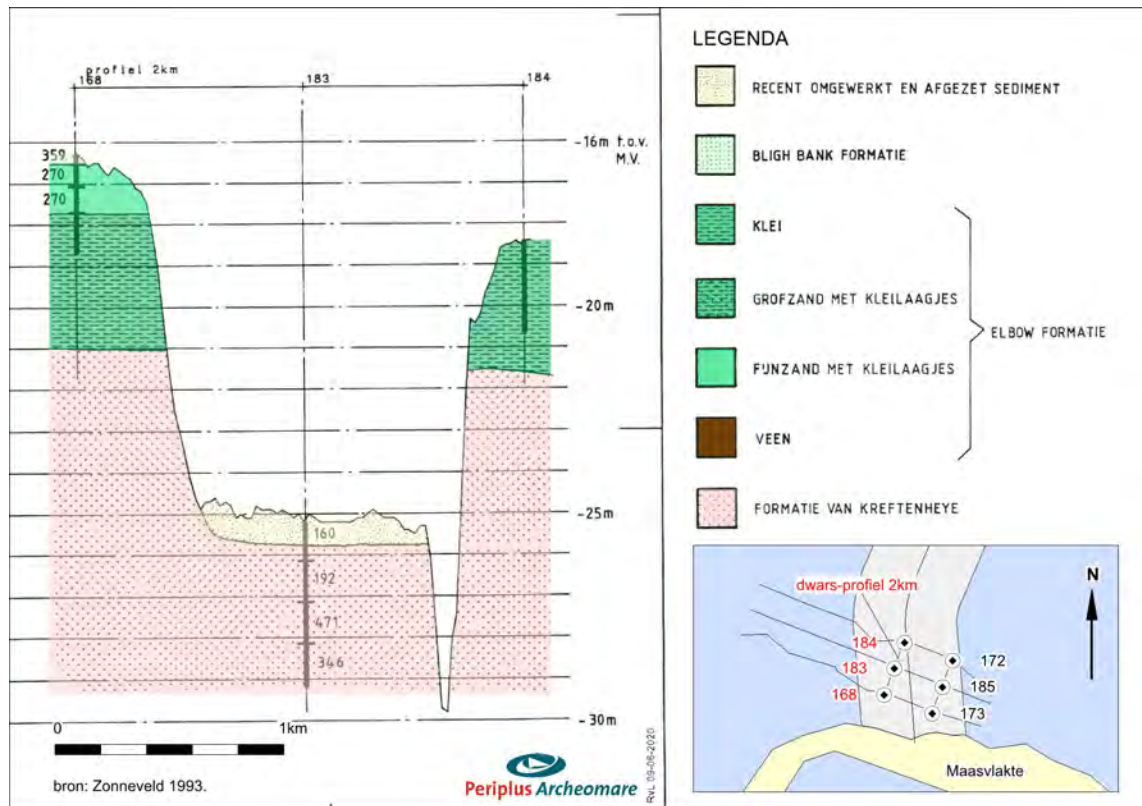 profiel 2km
168
183
184
359
270
270
-16m t.o.v.
M.V.
-20m
-25m
-30m
160
192
471
346
0
1km
bron: Zonneveld 1993.
Periplus Archeomare
RvL 09-06-2020
LEGENDA
RECENT OMGEWERKT EN AFGEZET SEDIMENT
BLIGH BANK FORMATIE
KLEI
GROFZAND MET KLEILAAGJES
ELBOW FORMATIE
FIJNZAND MET KLEILAAGJES
VEEN
FORMATIE VAN KREFTENHEYE
dwars-profiel 2km
N
184
183
168
172
185
173
Maasvlakte